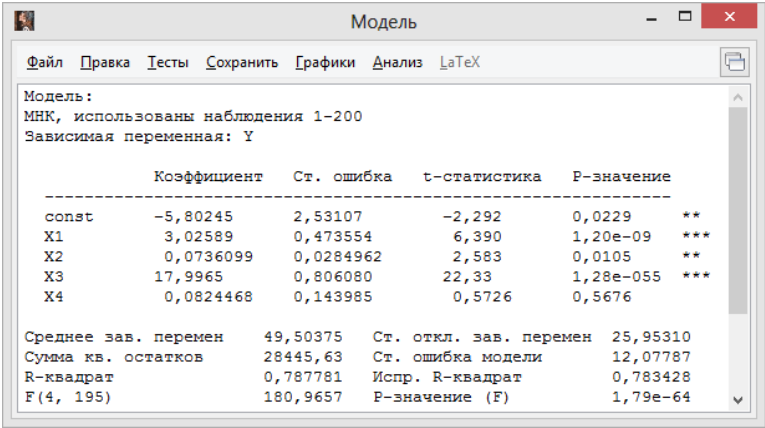 Модель
Файл Правка Тесты Сохранить Графики Анализ LaTeX
Модель:
МНК, использованы наблюдения 1-200
Зависимая переменная: Y
Коэффициент Ст. ошибка t-статистика P-значение
const -5,80245 2,53107 -2,292 0,0229 **
X1 3,02589 0,473554 6,390 1,20e-09 ***
X2 0,0736099 0,0284962 2,583 0,0105 **
X3 17,9965 0,806080 22,33 1,28e-055 ***
X4 0,0824468 0,143985 0,5726 0,5676
Среднее зав. перемен 49,50375 Ст. откл. зав. перемен 25,95310
Сумма кв. остатков 28445,63 Ст. ошибка модели 12,07787
R-квадрат 0,787781 Испр. R-квадрат 0,783428
F(4, 195) 180,9657 Р-значение (F) 1,79e-64